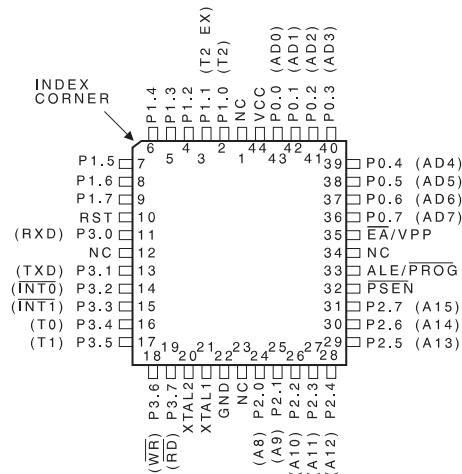 INDEX
CORNER
P1.4
P1.3
P1.2
P1.1 (T2 EX)
P1.0 (T2)
NC
VCC
P0.0 (AD0)
P0.1 (AD1)
P0.2 (AD2)
P0.3 (AD3)
6
5
4
3
2
1
44
43
42
41
40
P1.5 7
P1.6 8
P1.7 9
RST 10
(RXD) P3.0 11
NC 12
(TXD) P3.1 13
(INT0) P3.2 14
(INT1) P3.3 15
(T0) P3.4 16
(T1) P3.5 17
39 P0.4 (AD4)
38 P0.5 (AD5)
37 P0.6 (AD6)
36 P0.7 (AD7)
35 EA/VPP
34 NC
33 ALE/PROG
32 PSEN
31 P2.7 (A15)
30 P2.6 (A14)
29 P2.5 (A13)
18
19
20
21
22
23
24
25
26
27
28
(WR) P3.6
(RD) P3.7
XTAL2
XTAL1
GND
NC
(A8) P2.0
(A9) P2.1
(A10) P2.2
(A11) P2.3
(A12) P2.4